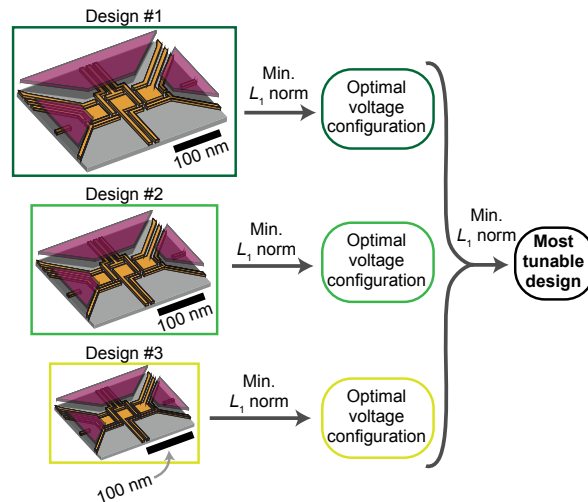 Design #1
100 nm
Min.
L₁ norm
Optimal
voltage
configuration
Design #2
100 nm
Min.
L₁ norm
Optimal
voltage
configuration
Min.
L₁ norm
Most
tunable
design
Design #3
100 nm
Min.
L₁ norm
Optimal
voltage
configuration